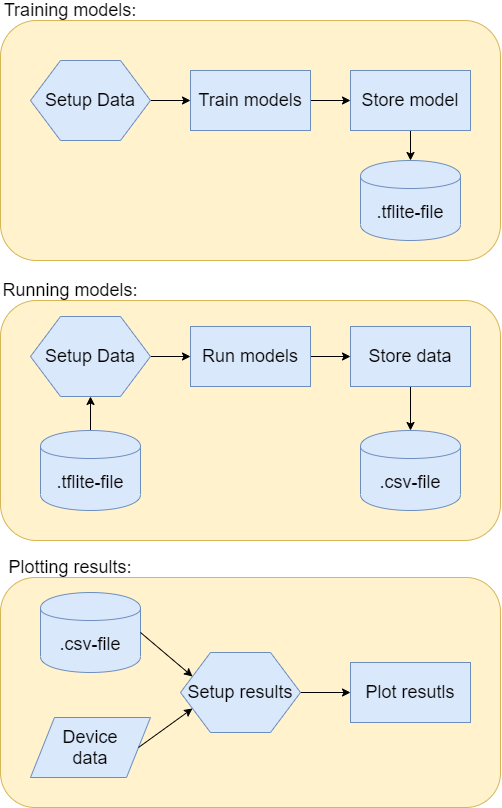 Training models:
Setup Data
Train models
Store model
.tflite-file
Running models:
Setup Data
Run models
Store data
.tflite-file
.csv-file
Plotting results:
.csv-file
Setup results
Plot resutls
Device
data